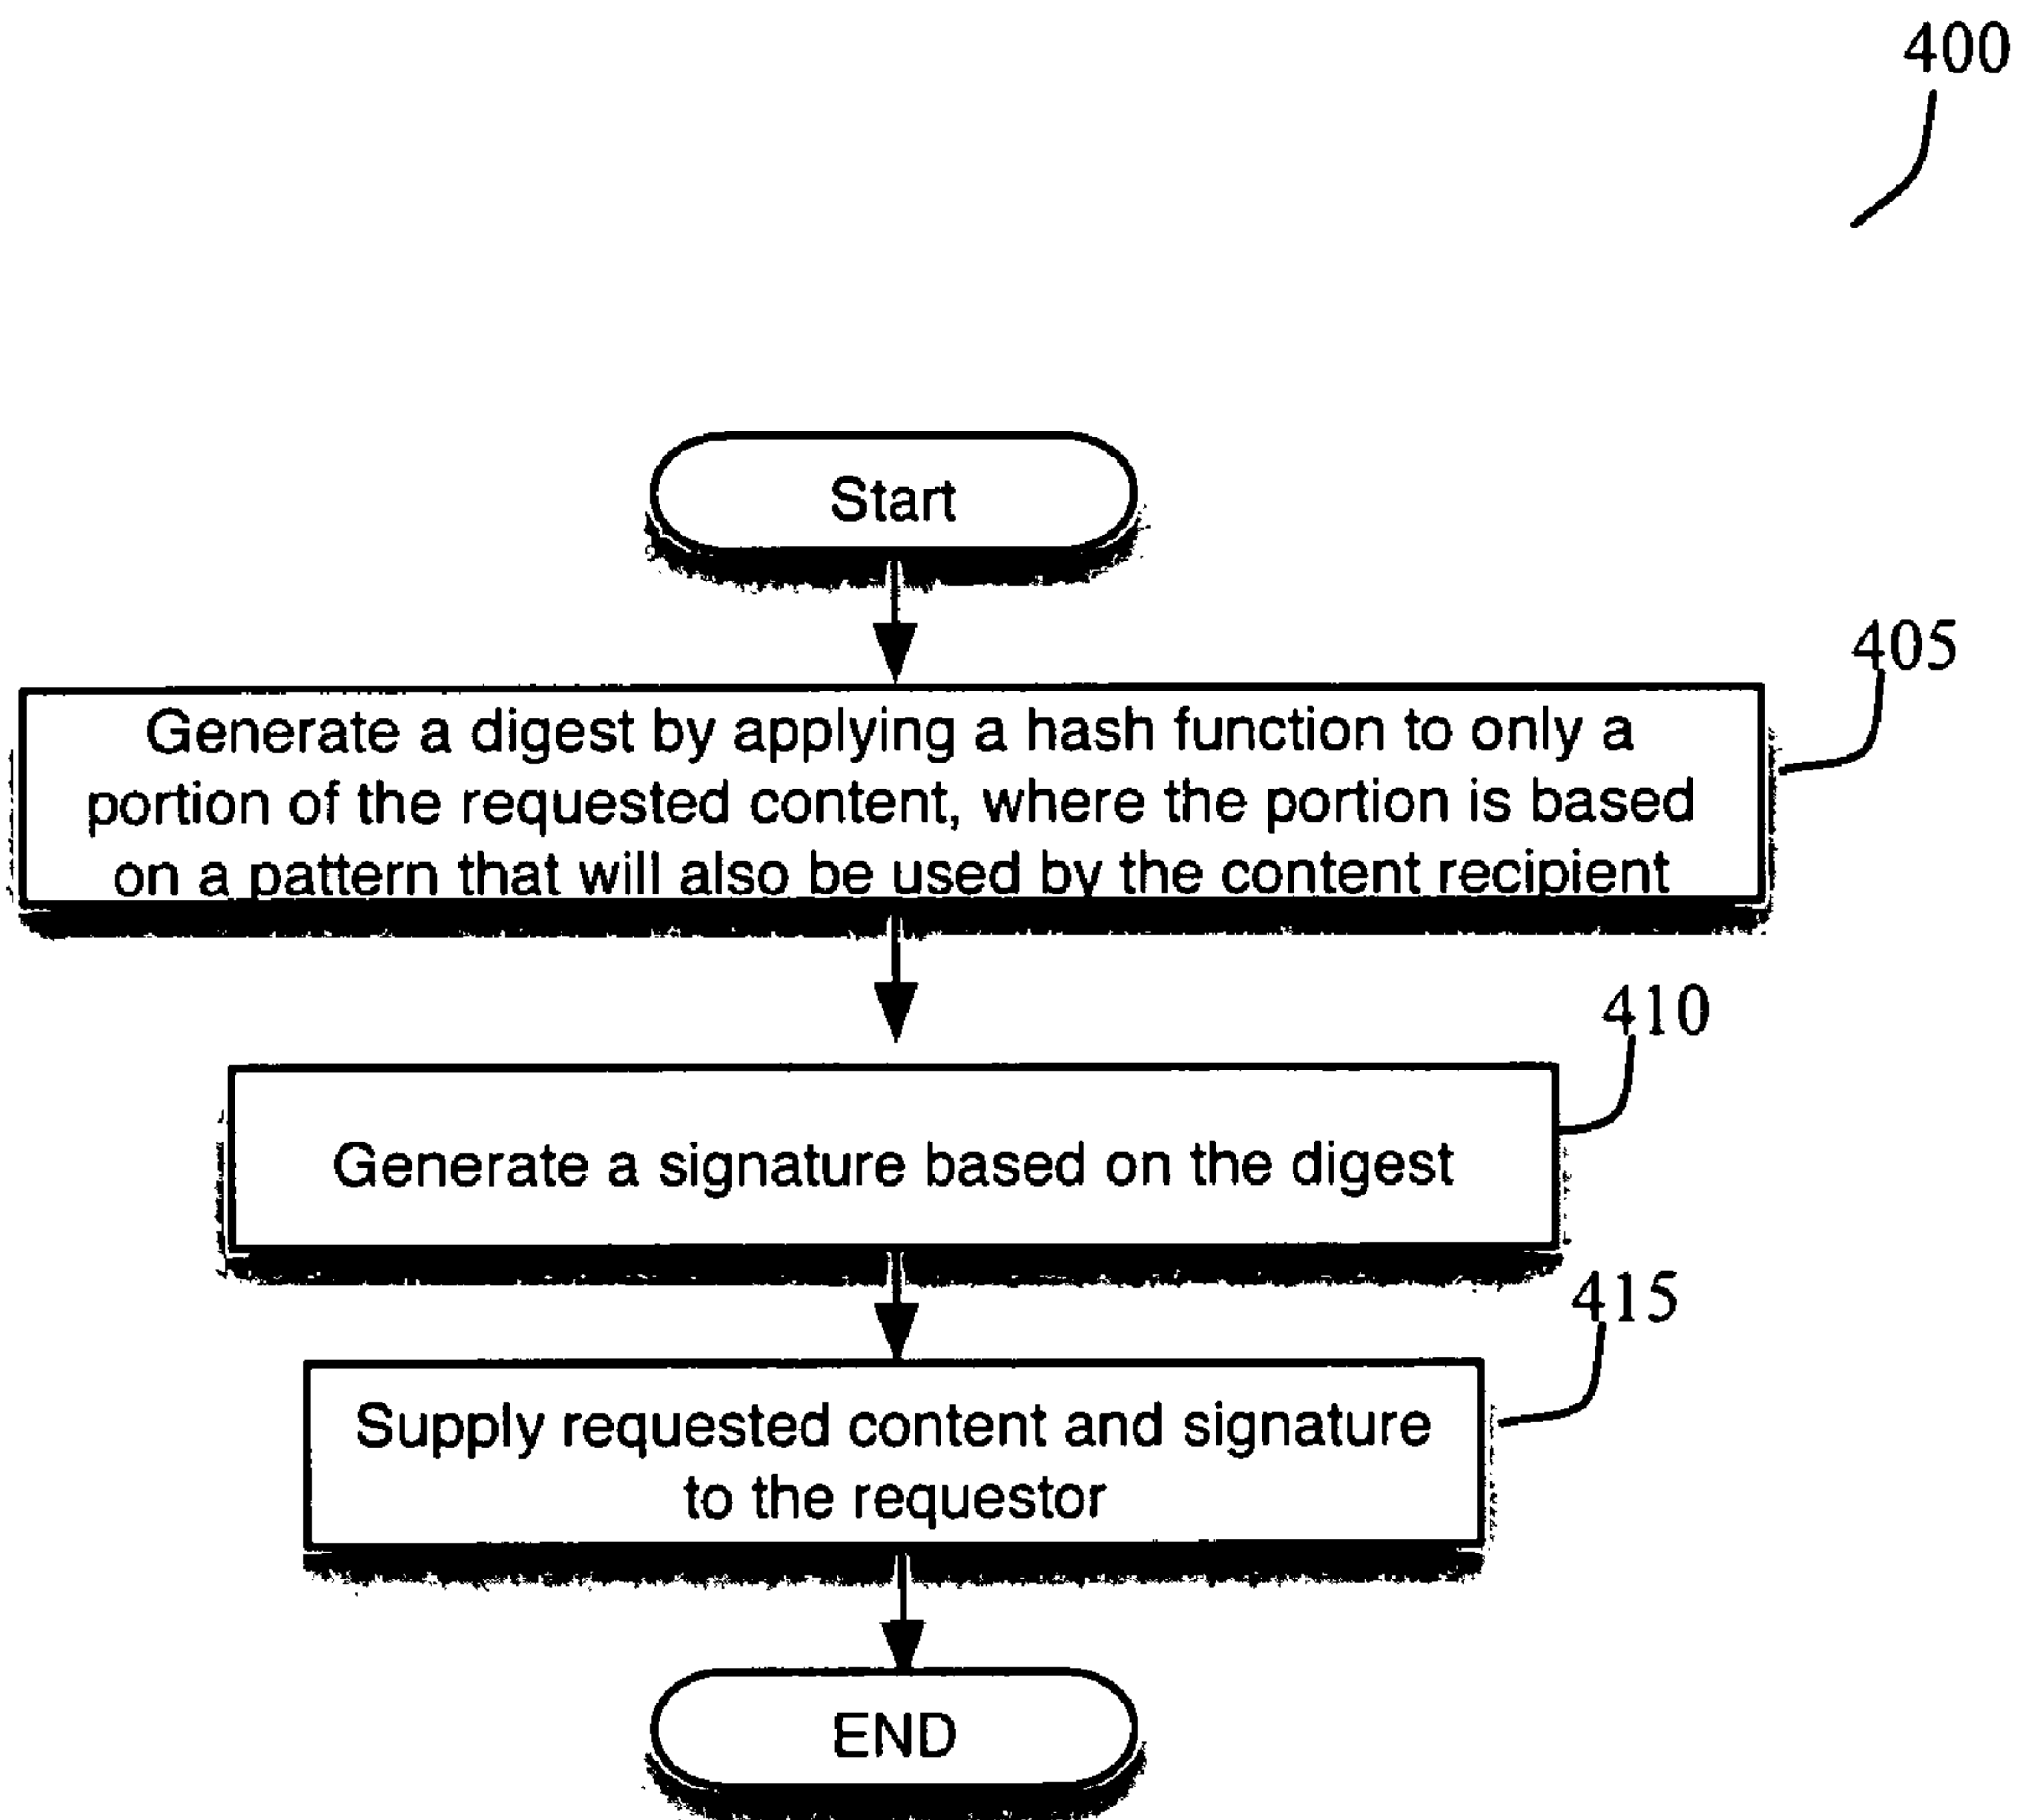 400
Start
405
Generate a digest by applying a hash function to only a
portion of the requested content, where the portion is based
on a pattern that will also be used by the content recipient
410
Generate a signature based on the digest
415
Supply requested content and signature
to the requestor
END